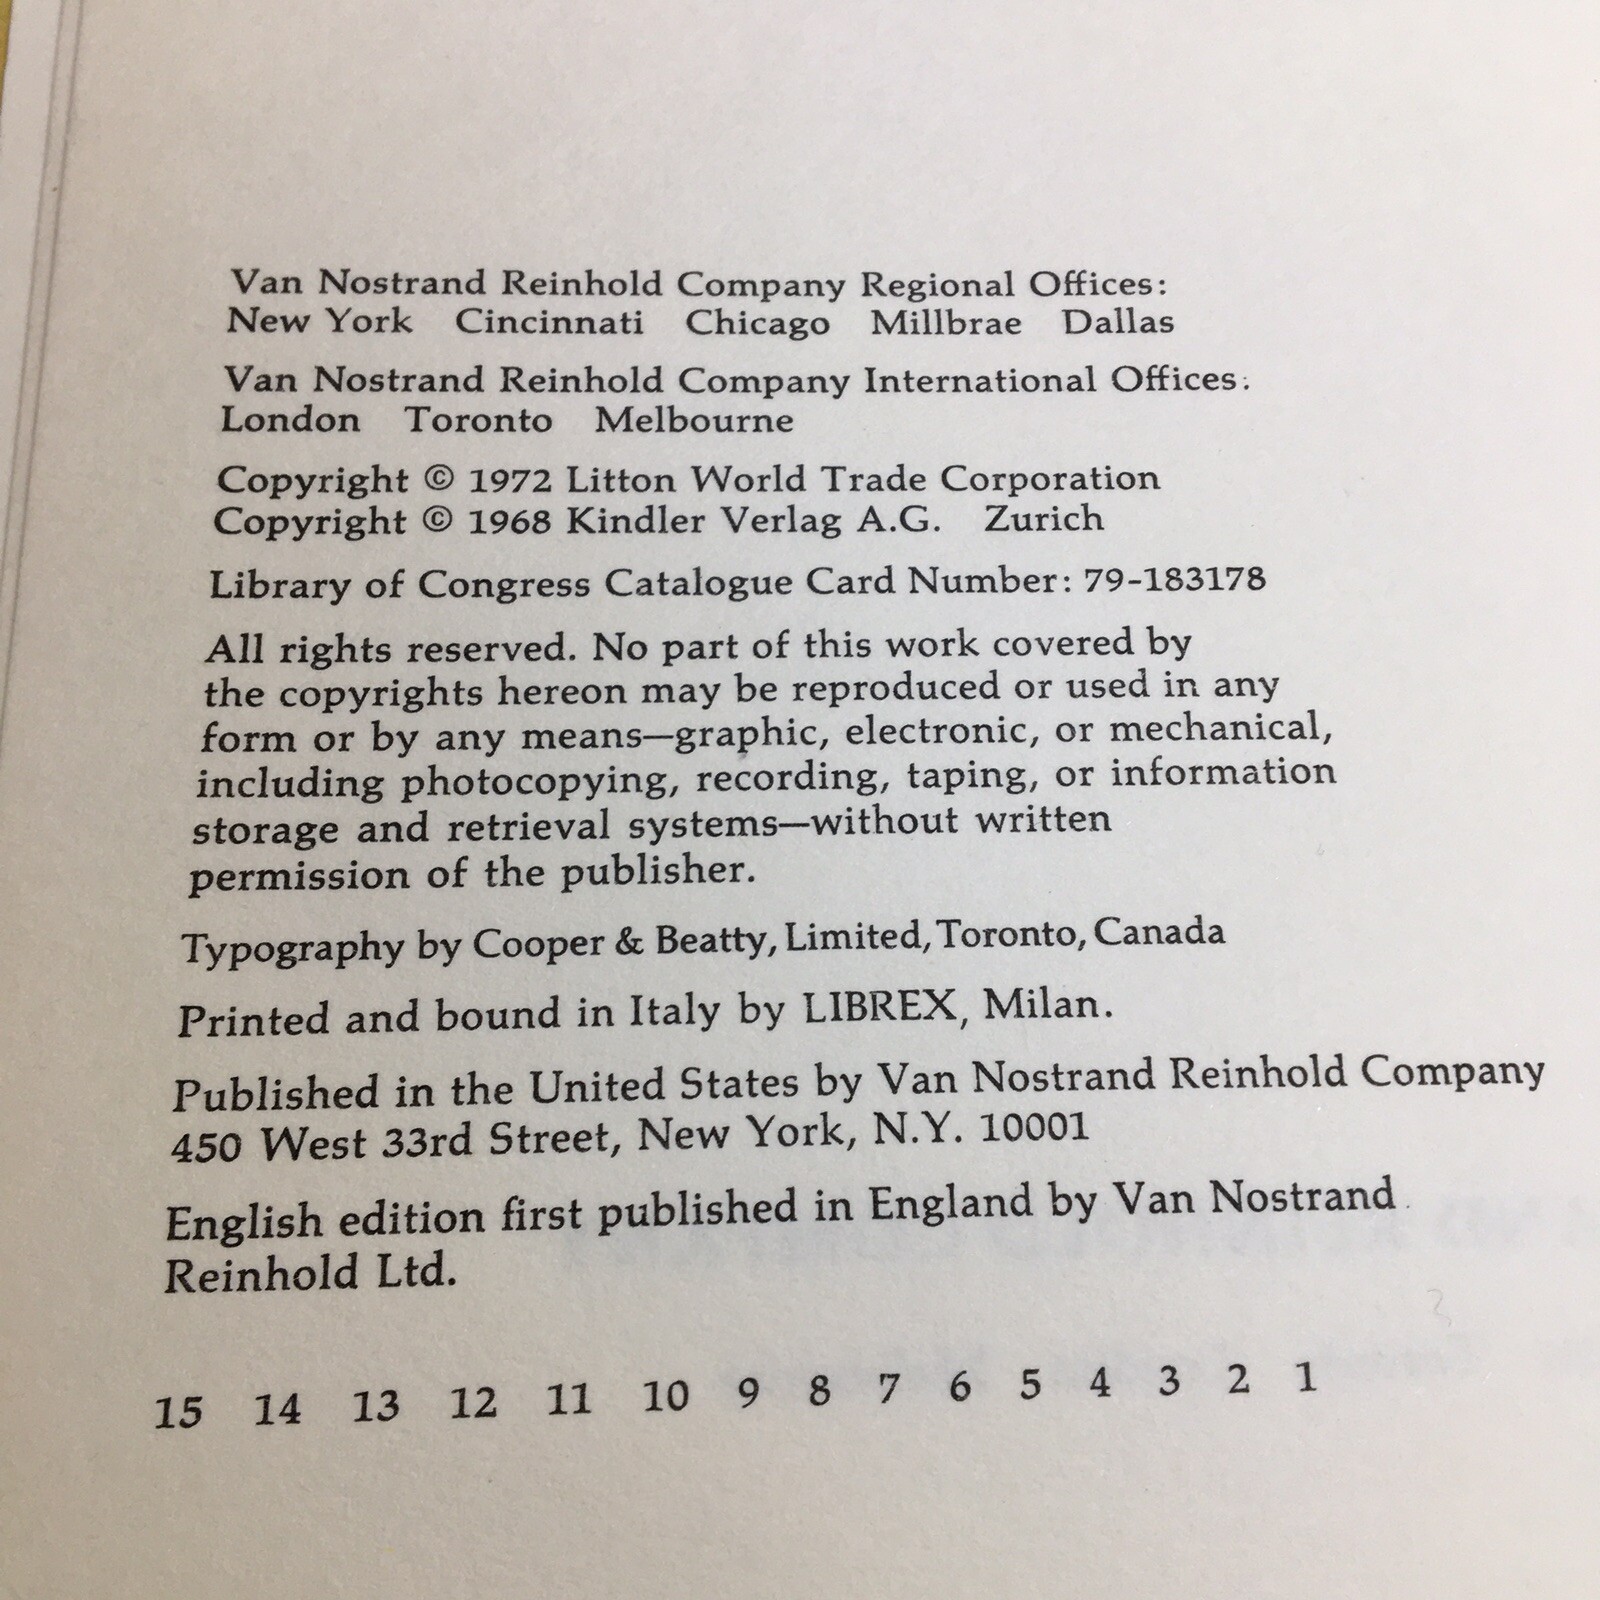 Van Nostrand Reinhold Company Regional Offices:
New York Cincinnati Chicago Millbrae Dallas
Van Nostrand Reinhold Company International Offices:
London Toronto Melbourne
Copyright © 1972 Litton World Trade Corporation
Copyright © 1968 Kindler Verlag A.G. Zurich
Library of Congress Catalogue Card Number: 79-183178
All rights reserved. No part of this work covered by
the copyrights hereon may be reproduced or used in any
form or by any means—graphic, electronic, or mechanical,
including photocopying, recording, taping, or information
storage and retrieval systems—without written
permission of the publisher.
Typography by Cooper & Beatty, Limited, Toronto, Canada
Printed and bound in Italy by LIBREX, Milan.
Published in the United States by Van Nostrand Reinhold Company
450 West 33rd Street, New York, N.Y. 10001
English edition first published in England by Van Nostrand
Reinhold Ltd.
15 14 13 12 11 10 9 8 7 6 5 4 3 2 1